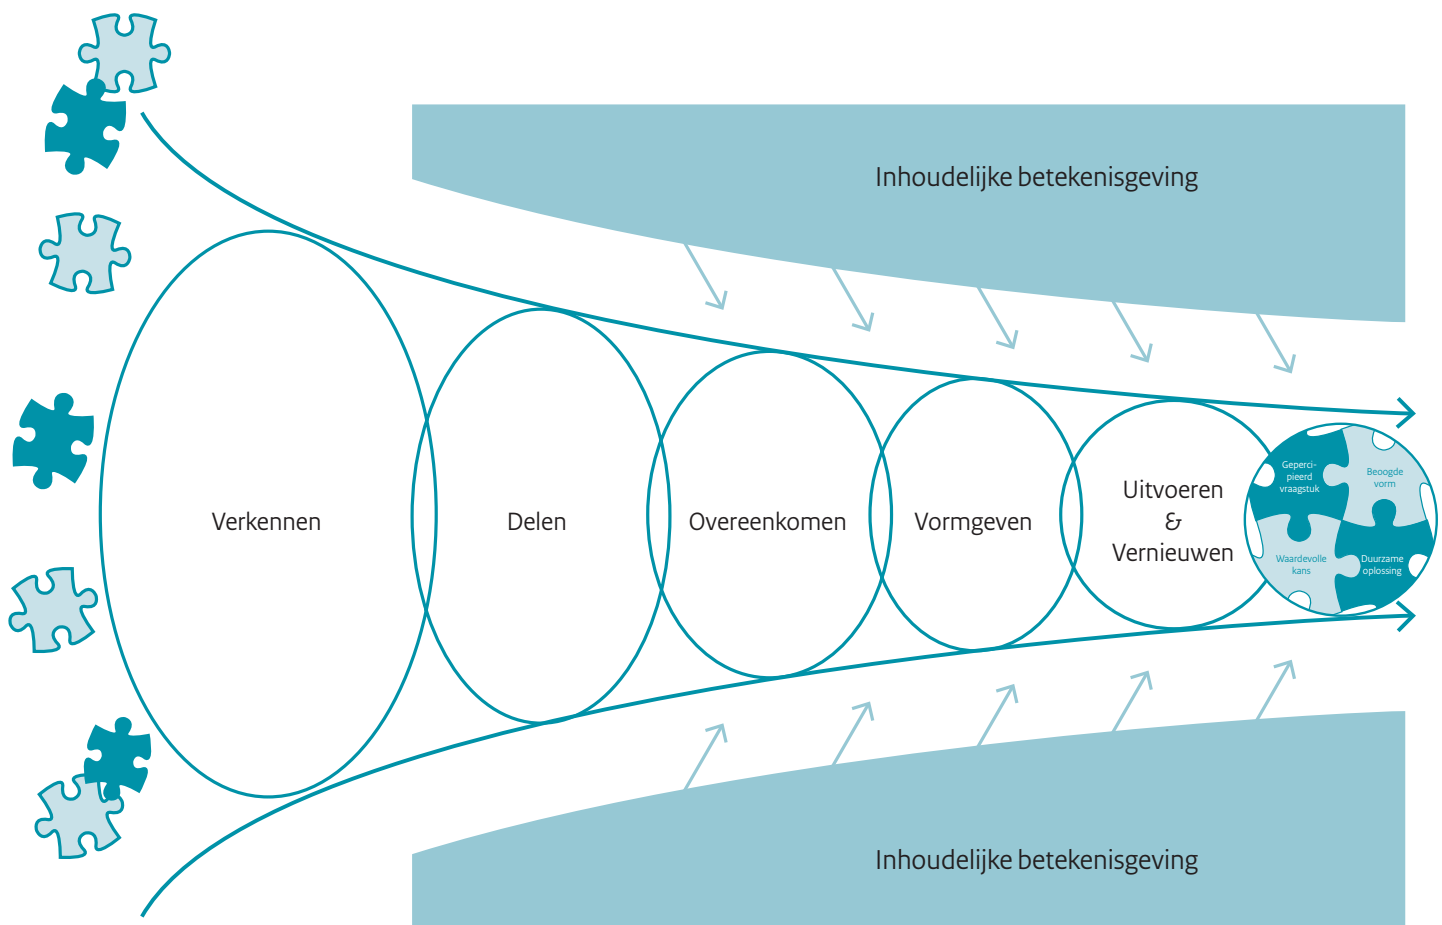 Inhoudelijke betekenisgeving
Verkennen
Delen
Overeenkomen
Vormgeven
Uitvoeren
&
Vernieuwen
Geperci-
pieerd
vraagstuk
Beoogde
vorm
Waardevolle
kans
Duurzame
oplossing
Inhoudelijke betekenisgeving